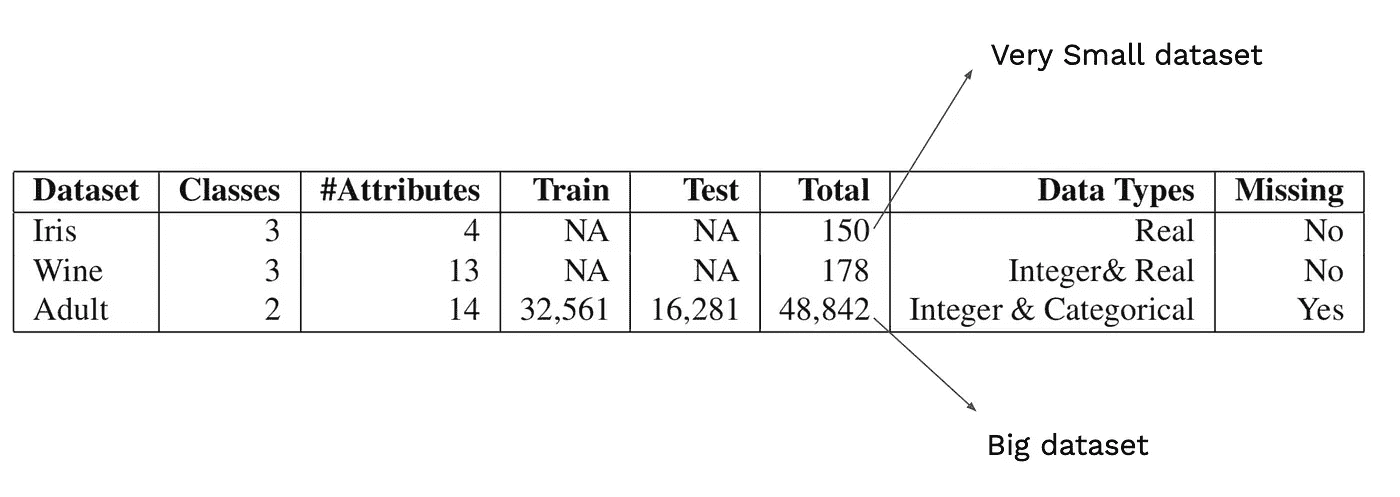 Very Small dataset
Dataset Classes #Attributes Train Test Total Data Types Missing
Iris 3 4 NA NA 150 Real No
Wine 3 13 NA NA 178 Integer& Real No
Adult 2 14 32,561 16,281 48,842 Integer & Categorical Yes
Big dataset